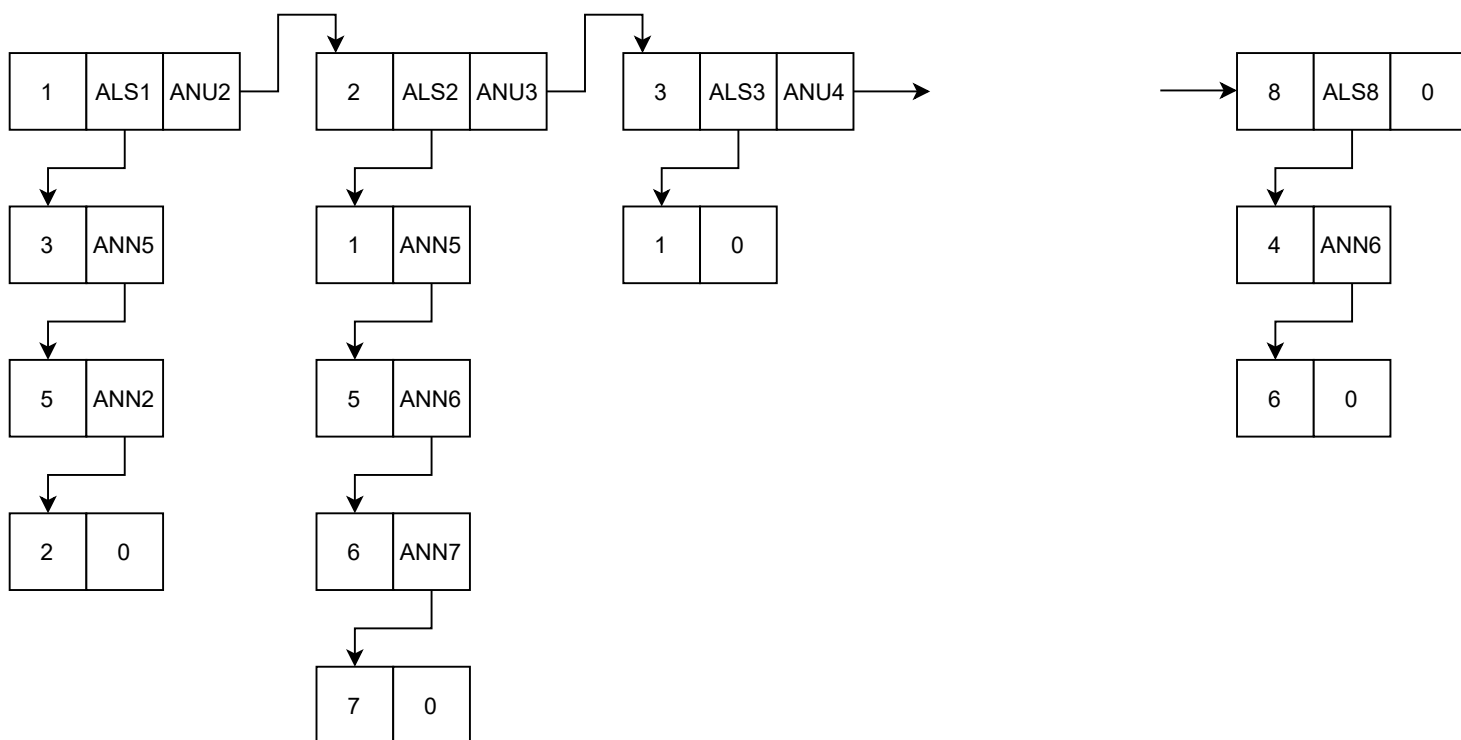 1 ALS1 ANU2 2 ALS2 ANU3 3 ALS3 ANU4 8 ALS8 0
3 ANN5 1 ANN5 1 0 4 ANN6
5 ANN2 5 ANN6 6 0
2 0 6 ANN7
7 0